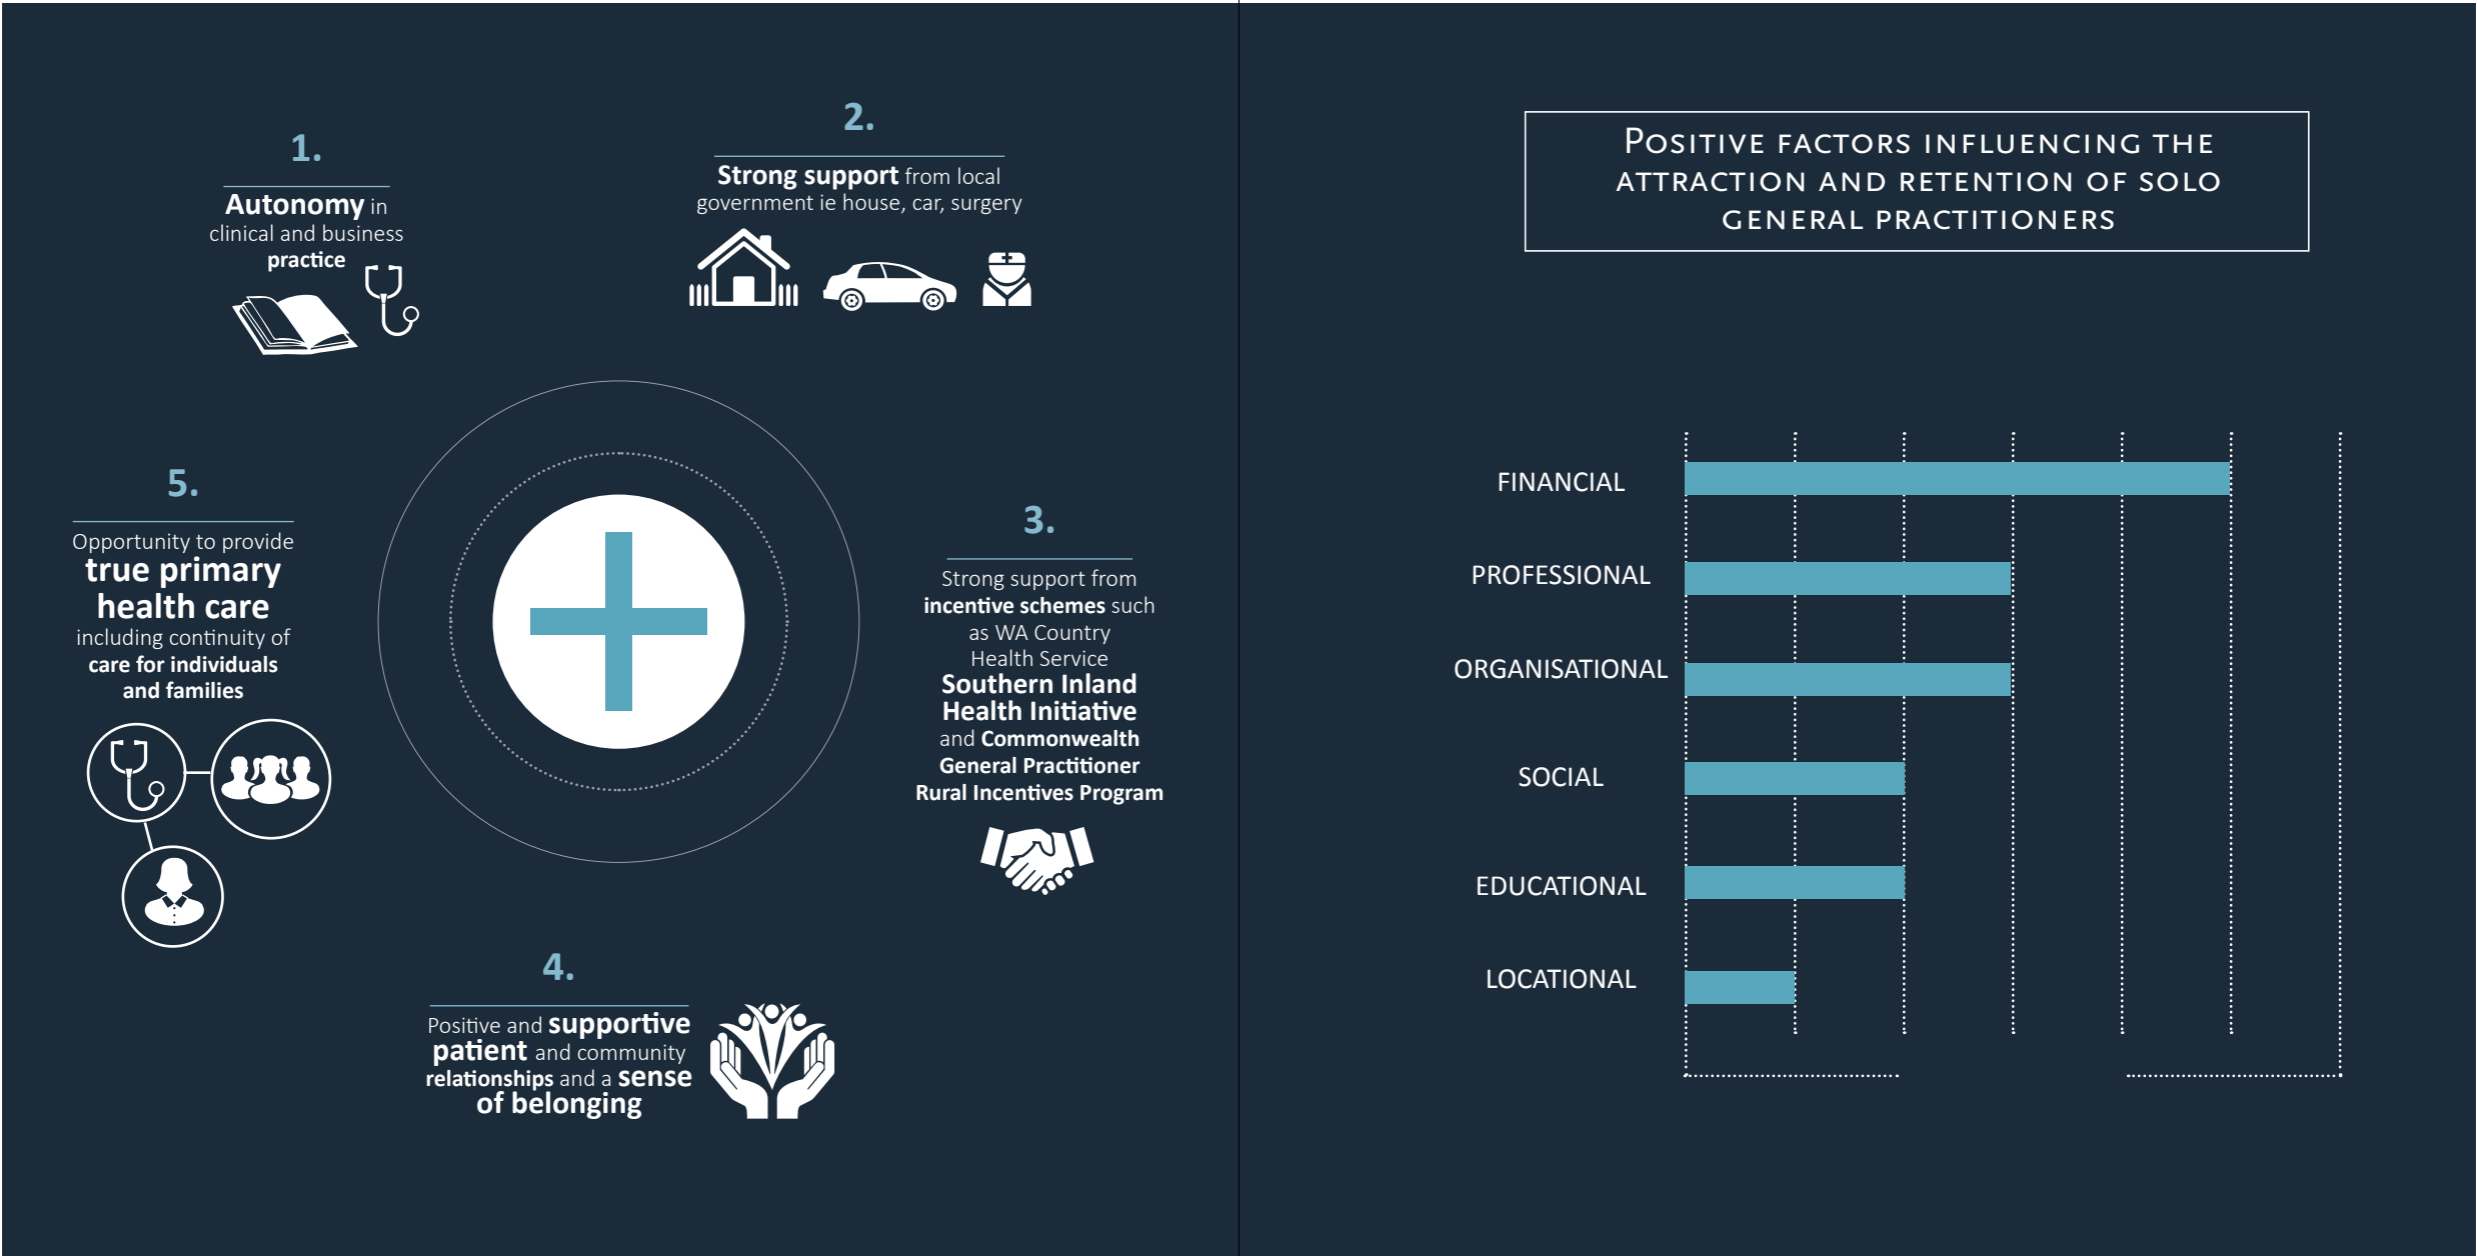 1.
Autonomy in
clinical and business
practice
2.
Strong support from local
government ie house, car, surgery
3.
Strong support from
incentive schemes such
as WA Country
Health Service
Southern Inland
Health Initiative
and Commonwealth
General Practitioner
Rural Incentives Program
4.
Positive and supportive
patient and community
relationships and a sense
of belonging
5.
Opportunity to provide
true primary
health care
including continuity of
care for individuals
and families
POSITIVE FACTORS INFLUENCING THE
ATTRACTION AND RETENTION OF SOLO
GENERAL PRACTITIONERS
FINANCIAL
PROFESSIONAL
ORGANISATIONAL
SOCIAL
EDUCATIONAL
LOCATIONAL